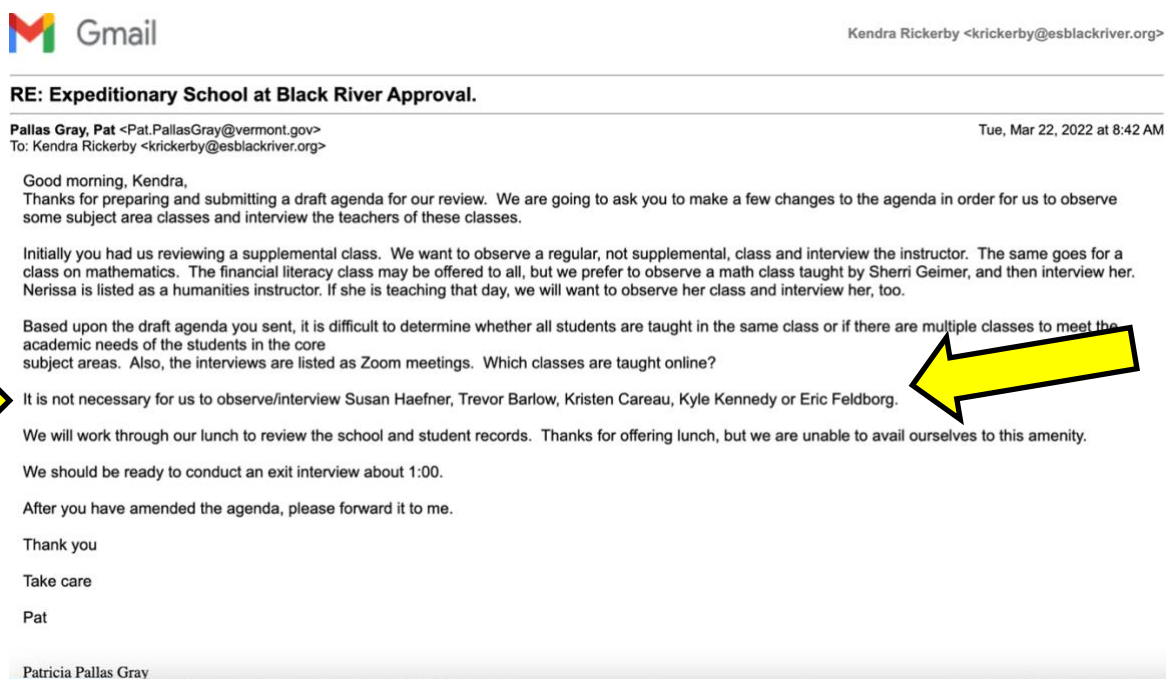 Gmail
Kendra Rickerby <krickerby@esblackriver.org>
RE: Expeditionary School at Black River Approval.
Pallas Gray, Pat <Pat.PallasGray@vermont.gov>
Tue, Mar 22, 2022 at 8:42 AM
To: Kendra Rickerby <krickerby@esblackriver.org>
Good morning, Kendra,
Thanks for preparing and submitting a draft agenda for our review. We are going to ask you to make a few changes to the agenda in order for us to observe
some subject area classes and interview the teachers of these classes.
Initially you had us reviewing a supplemental class. We want to observe a regular, not supplemental, class and interview the instructor. The same goes for a
class on mathematics. The financial literacy class may be offered to all, but we prefer to observe a math class taught by Sherri Geimer, and then interview her.
Nerissa is listed as a humanities instructor. If she is teaching that day, we will want to observe her class and interview her, too.
Based upon the draft agenda you sent, it is difficult to determine whether all students are taught in the same class or if there are multiple classes to meet the
academic needs of the students in the core
subject areas. Also, the interviews are listed as Zoom meetings. Which classes are taught online?
It is not necessary for us to observe/interview Susan Haefner, Trevor Barlow, Kristen Careau, Kyle Kennedy or Eric Feldborg.
We will work through our lunch to review the school and student records. Thanks for offering lunch, but we are unable to avail ourselves to this amenity.
We should be ready to conduct an exit interview about 1:00.
After you have amended the agenda, please forward it to me.
Thank you
Take care
Pat
Patricia Pallas Gray